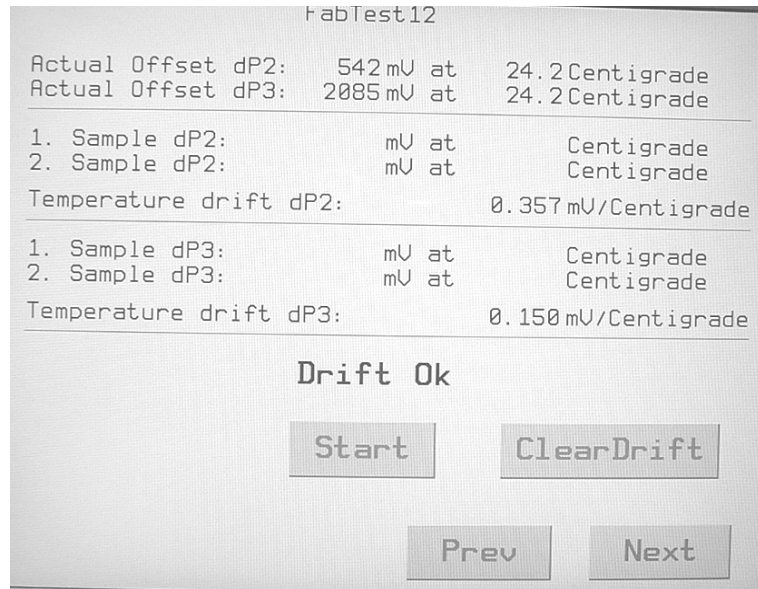 FabTest12
Actual Offset dP2: 542 mV at 24.2 Centigrade
Actual Offset dP3: 2085 mV at 24.2 Centigrade
1. Sample dP2: mV at Centigrade
2. Sample dP2: mV at Centigrade
Temperature drift dP2: 0.357 mV/Centigrade
1. Sample dP3: mV at Centigrade
2. Sample dP3: mV at Centigrade
Temperature drift dP3: 0.150 mV/Centigrade
Drift Ok
Start ClearDrift
Prev Next